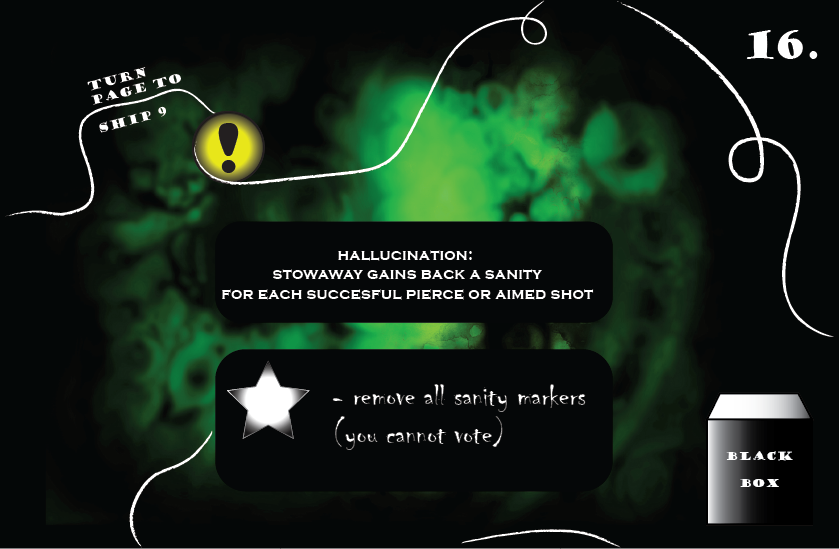 16.
TURN
PAGE TO
SHIP 9
HALLUCINATION:
STOWAWAY GAINS BACK A SANITY
FOR EACH SUCCESFUL PIERCE OR AIMED SHOT
- remove all sanity markers
(you cannot vote)
BLACK
BOX